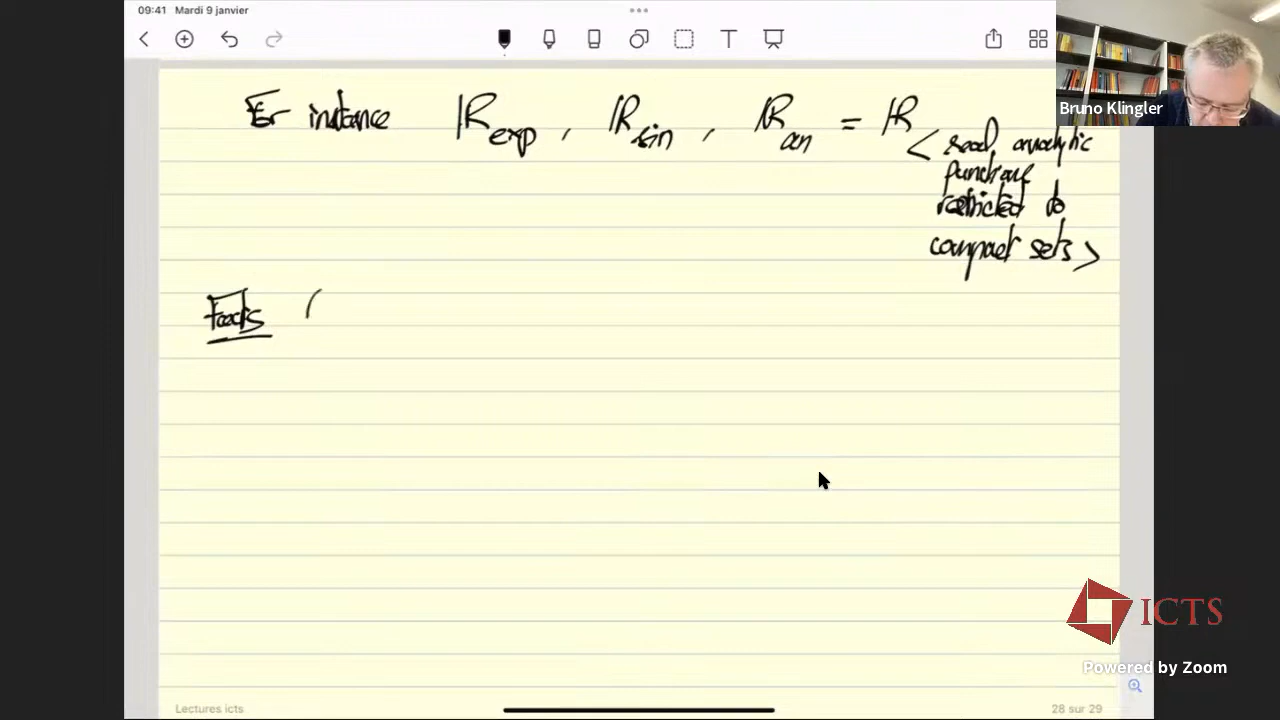 09:41 Mardi 9 janvier
Bruno Klingler
For instance ℝexp, ℝsin, ℝan = ℝ
< real analytic
functions
restricted to
compact sets >
Facts (
ICTS
Powered by Zoom
Lectures icts 28 sur 29